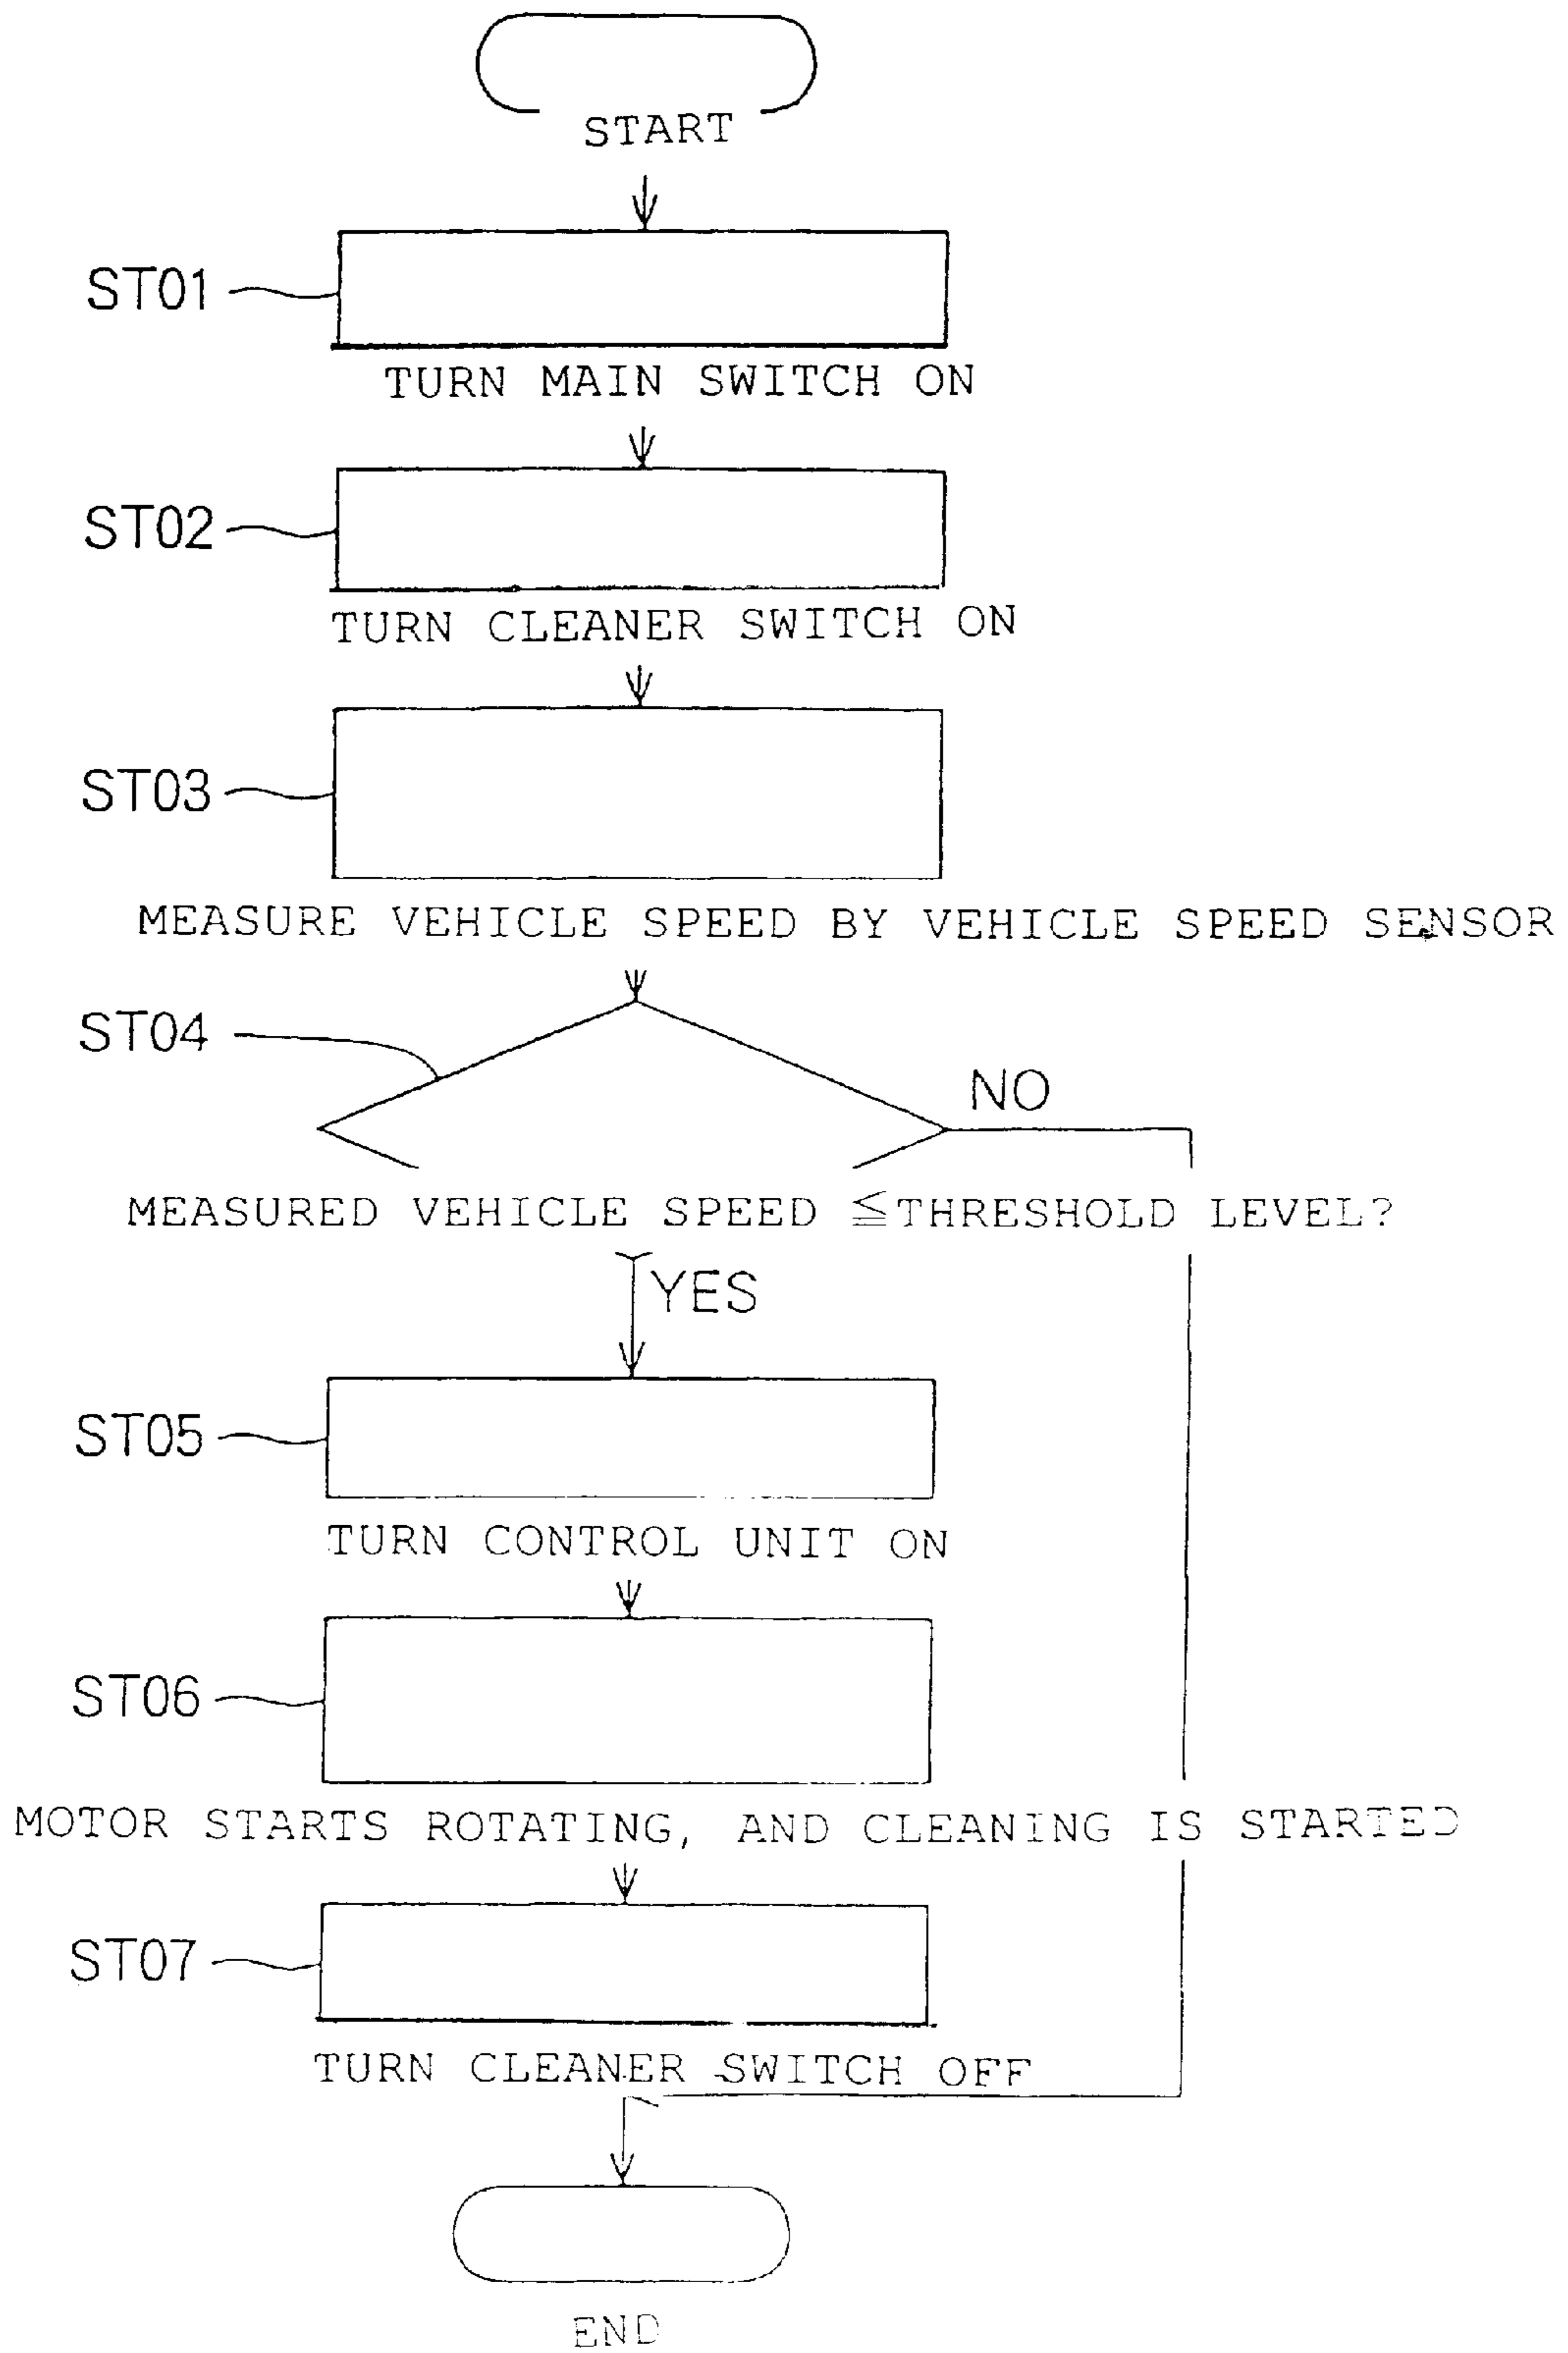 START
ST01
TURN MAIN SWITCH ON
ST02
TURN CLEANER SWITCH ON
ST03
MEASURE VEHICLE SPEED BY VEHICLE SPEED SENSOR
ST04
NO
MEASURED VEHICLE SPEED ≦THRESHOLD LEVEL?
YES
ST05
TURN CONTROL UNIT ON
ST06
MOTOR STARTS ROTATING, AND CLEANING IS STARTED
ST07
TURN CLEANER SWITCH OFF
END